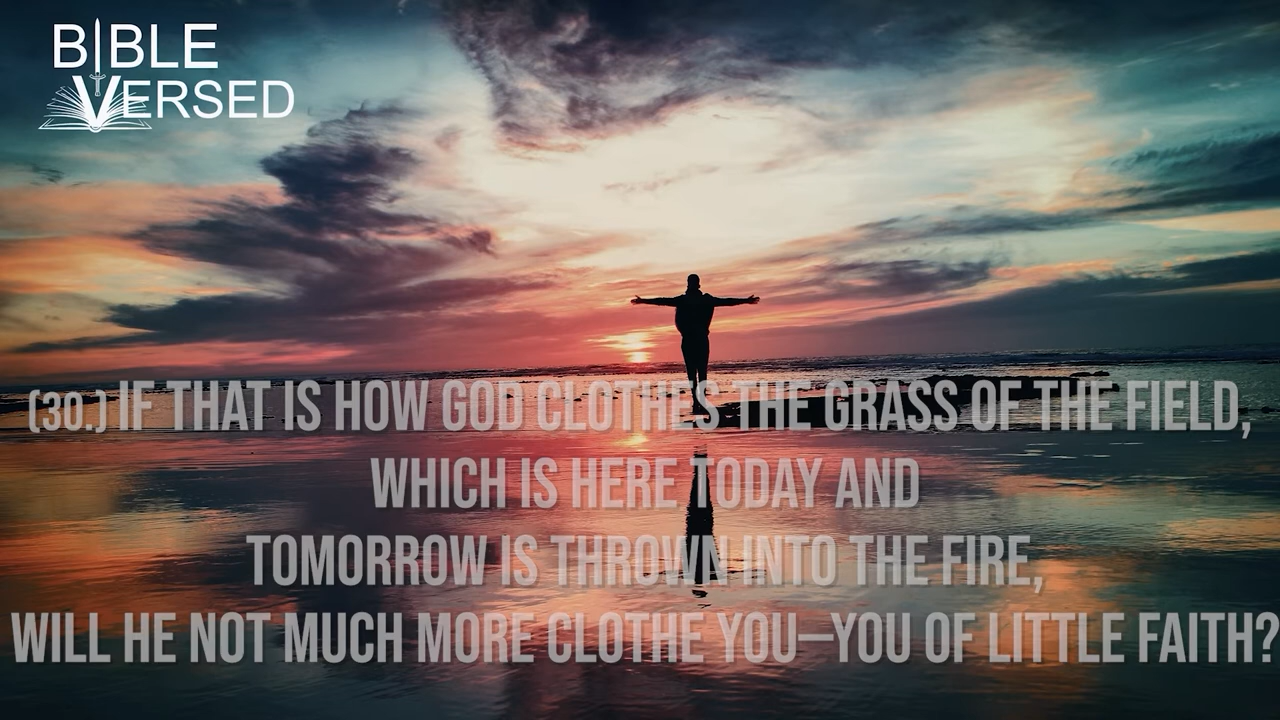 BIBLE
VERSED
(30.) IF THAT IS HOW GOD CLOTHES THE GRASS OF THE FIELD,
WHICH IS HERE TODAY AND
TOMORROW IS THROWN INTO THE FIRE,
WILL HE NOT MUCH MORE CLOTHE YOU—YOU OF LITTLE FAITH?